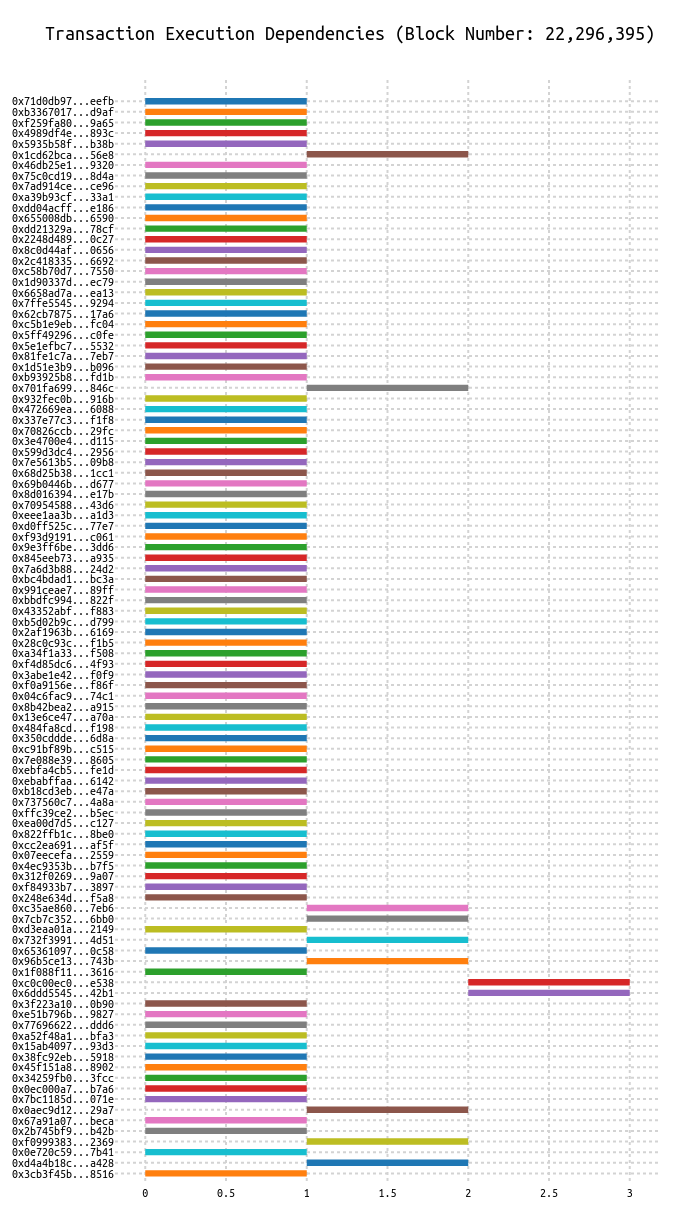 Transaction Execution Dependencies (Block Number: 22,296,395)
0x71d0db97...eefb
0xb3367017...d9af
0xf259fa80...9a65
0x4989df4e...893c
0x5935b58f...b38b
0x1cd62bca...56e8
0x46db25e1...9320
0x75c0cd19...8d4a
0x7ad914ce...ce96
0xa39b93cf...33a1
0xdd04acff...e186
0x655008db...6590
0xdd21329a...78cf
0x2248d489...0c27
0x8c0d44af...0656
0x2c418335...6692
0xc58b70d7...7550
0x1d90337d...ec79
0x6658ad7a...ea13
0x7ffe5545...9294
0x62cb7875...17a6
0xc5b1e9eb...fc04
0x5ff49296...c0fe
0x5e1efbc7...5532
0x81fe1c7a...7eb7
0x1d51e3b9...b096
0xb93925b8...fd1b
0x701fa699...846c
0x932fec0b...916b
0x472669ea...6088
0x337e77c3...f1f8
0x70826ccb...29fc
0x3e4700e4...d115
0x599d3dc4...2956
0x7e5613b5...09b8
0x68d25b38...1cc1
0x69b0446b...d677
0x8d016394...e17b
0x70954588...43d6
0xeee1aa3b...a1d3
0xd0ff525c...77e7
0xf93d9191...c061
0x9e3ff6be...3dd6
0x845eeb73...a935
0x7a6d3b88...24d2
0xbc4bdad1...bc3a
0x991ceae7...89ff
0xbbdfc994...822f
0x43352abf...f883
0xb5d02b9c...d799
0x2af1963b...6169
0x28c0c93c...f1b5
0xa34f1a33...f508
0xf4d85dc6...4f93
0x3abe1e42...f0f9
0xf0a9156e...f86f
0x04c6fac9...74c1
0x8b42bea2...a915
0x13e6ce47...a70a
0x484fa8cd...f198
0x350cddde...6d8a
0xc91bf89b...c515
0x7e088e39...8605
0xebfa4cb5...fe1d
0xebabffaa...6142
0xb18cd3eb...e47a
0x737560c7...4a8a
0xffc39ce2...b5ec
0xea00d7d5...c127
0x822ffb1c...8be0
0xcc2ea691...af5f
0x07eecefa...2559
0x4ec9353b...b7f5
0x312f0269...9a07
0xf84933b7...3897
0x248e634d...f5a8
0xc35ae860...7eb6
0x7cb7c352...6bb0
0xd3eaa01a...2149
0x732f3991...4d51
0x65361097...0c58
0x96b5ce13...743b
0x1f088f11...3616
0xc0c00ec0...e538
0x6ddd5545...42b1
0x3f223a10...0b90
0xe51b796b...9827
0x77696622...ddd6
0xa52f48a1...bfa3
0x15ab4097...93d3
0x38fc92eb...5918
0x45f151a8...8902
0x34259fb0...3fcc
0x0ec000a7...b7a6
0x7bc1185d...071e
0x0aec9d12...29a7
0x67a91a07...beca
0x2b745bf9...b42b
0xf0999383...2369
0x0e720c59...7b41
0xd4a4b18c...a428
0x3cb3f45b...8516
0 0.5 1 1.5 2 2.5 3